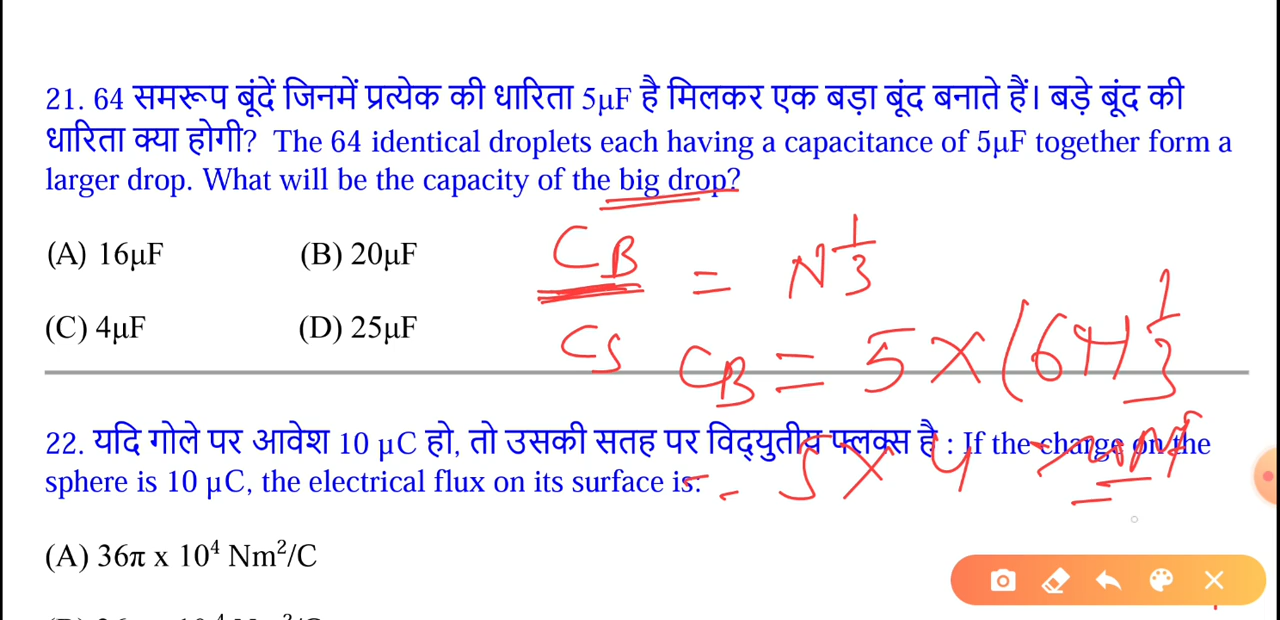 21. 64 समरूप बूंदें जिनमें प्रत्येक की धारिता 5μF है मिलकर एक बड़ा बूंद बनाते हैं। बड़े बूंद की
धारिता क्या होगी? The 64 identical droplets each having a capacitance of 5μF together form a
larger drop. What will be the capacity of the big drop?
(A) 16μF (B) 20μF
CB = N 1/3
(C) 4μF (D) 25μF
CS
CB = 5 × (64) 1/3
22. यदि गोले पर आवेश 10 μC हो, तो उसकी सतह पर विद्युतीय फ्लक्स है : If the charge on the
sphere is 10 μC, the electrical flux on its surface is:
= 5 × 4
(A) 36π x 10⁴ Nm²/C